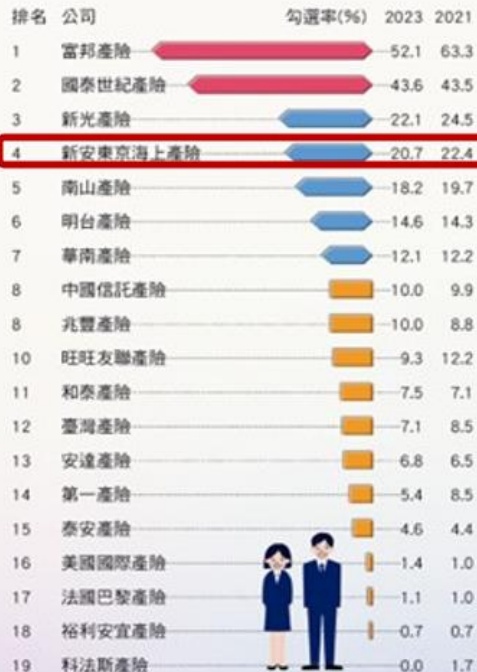 排名 公司 勾選率(%) 2023 2021
1 富邦產險 52.1 63.3
2 國泰世紀產險 43.6 43.5
3 新光產險 22.1 24.5
4 新安東京海上產險 20.7 22.4
5 南山產險 18.2 19.7
6 明台產險 14.6 14.3
7 華南產險 12.1 12.2
8 中國信託產險 10.0 9.9
8 兆豐產險 10.0 8.8
10 旺旺友聯產險 9.3 12.2
11 和泰產險 7.5 7.1
12 臺灣產險 7.1 8.5
13 安達產險 6.8 6.5
14 第一產險 5.4 8.5
15 泰安產險 4.6 4.4
16 美國國際產險 1.4 1.0
17 法國巴黎產險 1.1 1.0
18 裕利安宜產險 0.7 0.7
19 科法斯產險 0.0 1.7